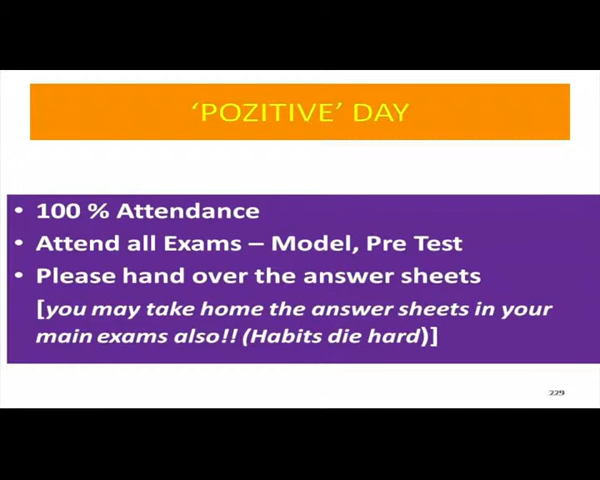 ‘POZITIVE’ DAY
• 100 % Attendance
• Attend all Exams – Model, Pre Test
• Please hand over the answer sheets
[you may take home the answer sheets in your
main exams also!! (Habits die hard)]
229